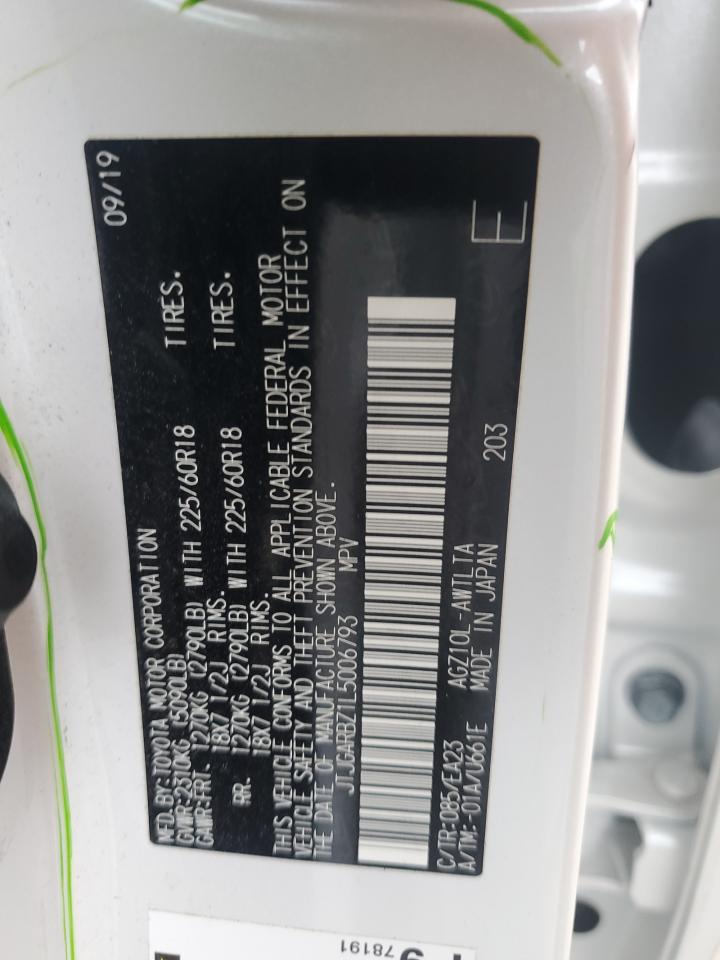 MFD.BY:TOYOTA MOTOR CORPORATION 09/19
GVWR:2310KG (5090LB)
GAWR:FRT. 1270KG (2790LB) WITH 225/60R18 TIRES.
18X7 1/2J RIMS.
RR. 1270KG (2790LB) WITH 225/60R18 TIRES.
18X7 1/2J RIMS.
THIS VEHICLE CONFORMS TO ALL APPLICABLE FEDERAL MOTOR
VEHICLE SAFETY AND THEFT PREVENTION STANDARDS IN EFFECT ON
THE DATE OF MANUFACTURE SHOWN ABOVE.
JTJGARBZ1L5006793 MPV
C/TR:085/EA23 AGZ10L-AWTLTA
A/TM:-01A/U661E MADE IN JAPAN 203 E
78191